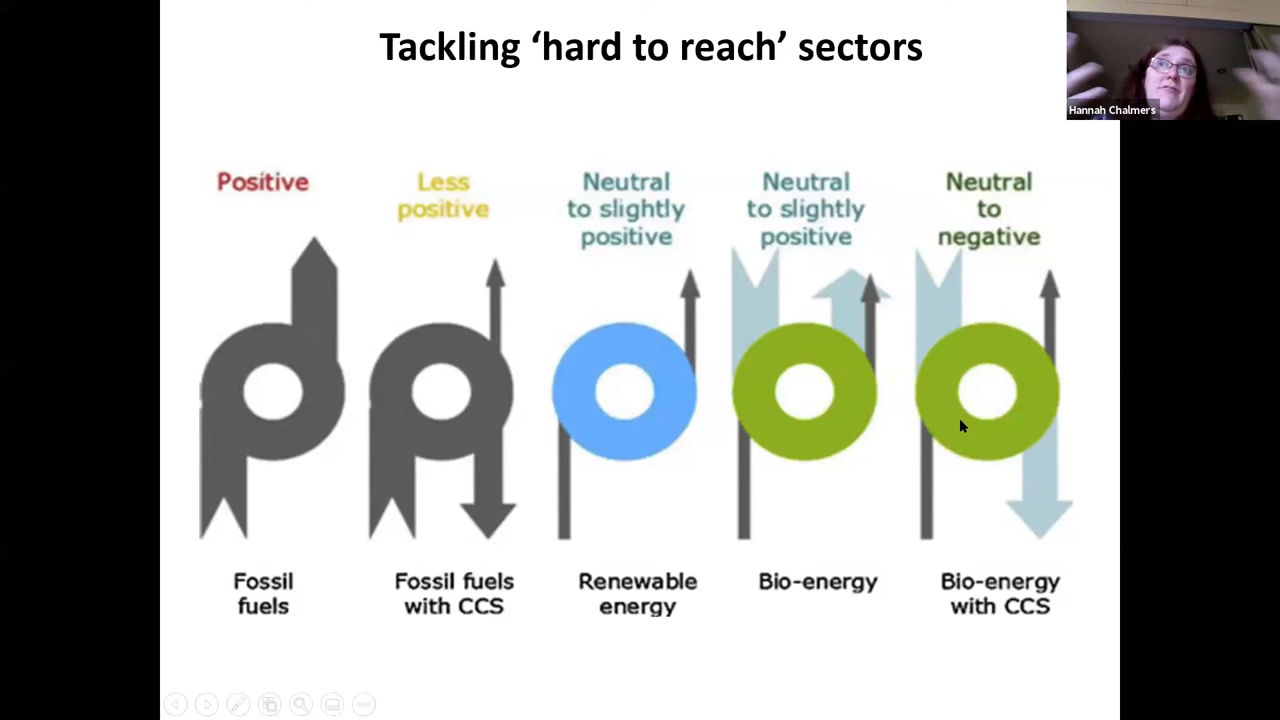 Tackling ‘hard to reach’ sectors
Hannah Chalmers
Positive
Less
positive
Neutral
to slightly
positive
Neutral
to slightly
positive
Neutral
to
negative
Fossil
fuels
Fossil fuels
with CCS
Renewable
energy
Bio-energy
Bio-energy
with CCS